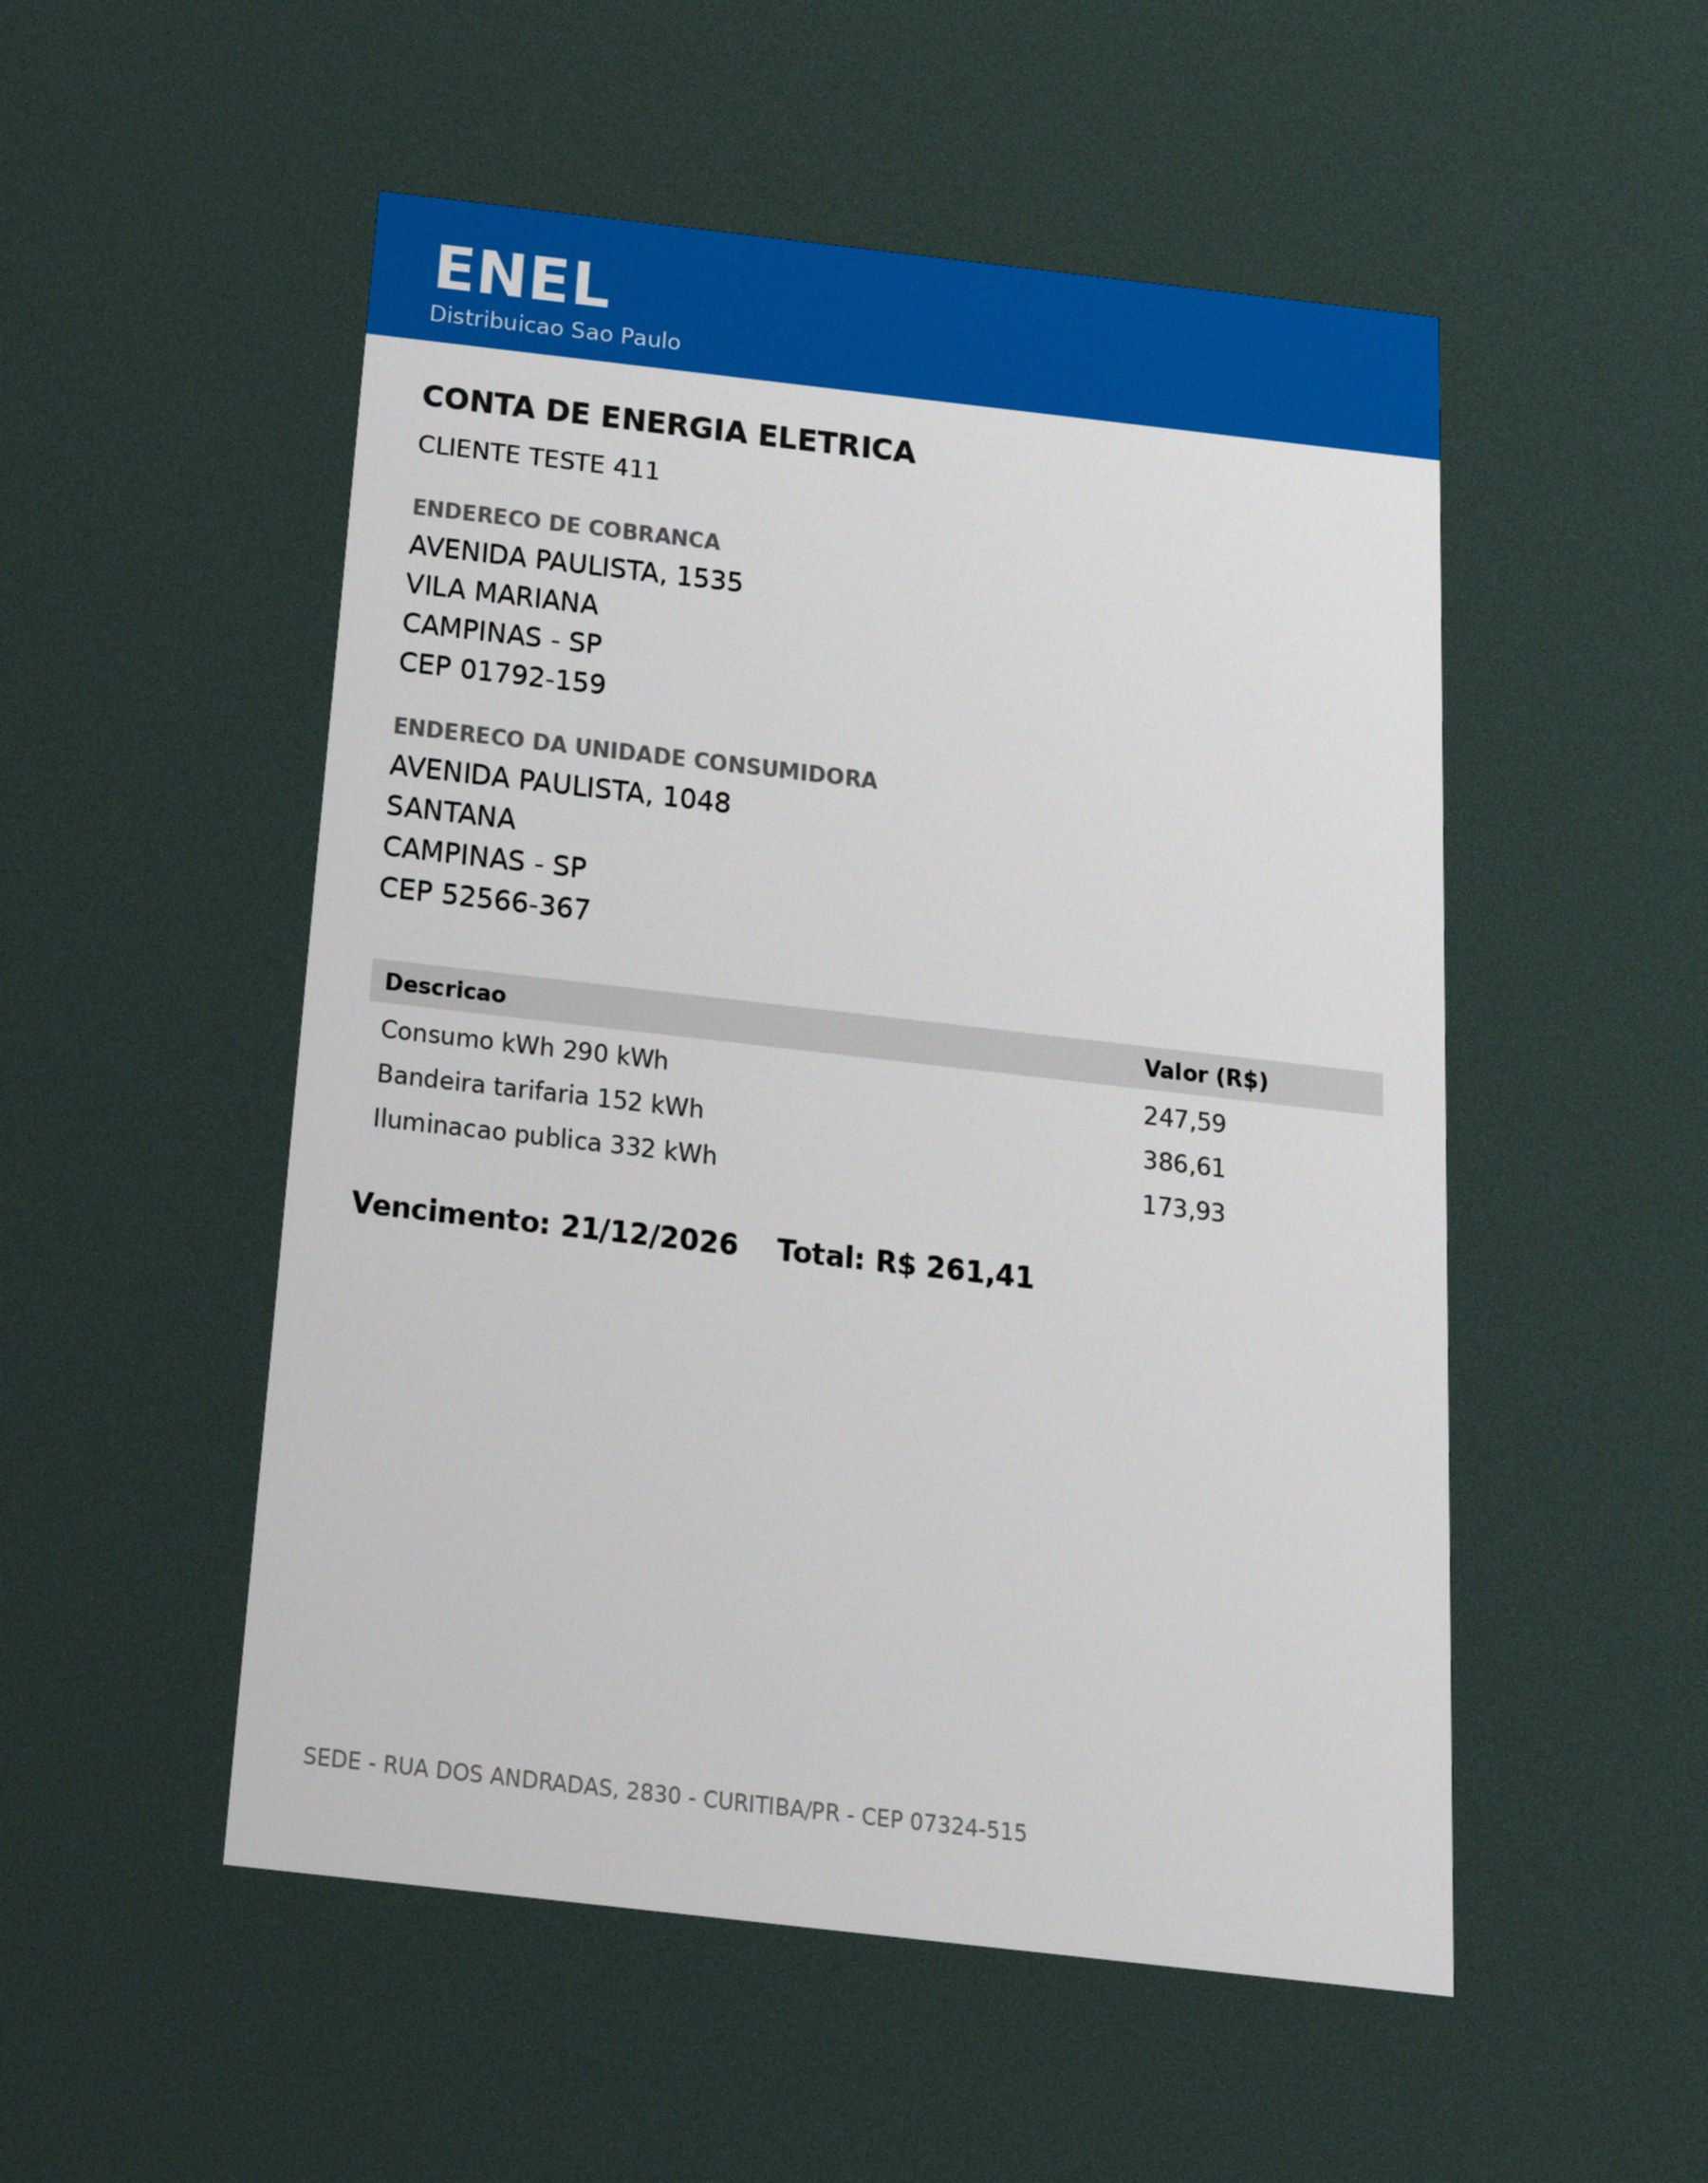 ENEL
Distribuicao Sao Paulo
CONTA DE ENERGIA ELETRICA
CLIENTE TESTE 411
ENDERECO DE COBRANCA
AVENIDA PAULISTA, 1535
VILA MARIANA
CAMPINAS - SP
CEP 01792-159
ENDERECO DA UNIDADE CONSUMIDORA
AVENIDA PAULISTA, 1048
SANTANA
CAMPINAS - SP
CEP 52566-367
Descricao Valor (R$)
Consumo kWh 290 kWh 247,59
Bandeira tarifaria 152 kWh 386,61
Iluminacao publica 332 kWh 173,93
Vencimento: 21/12/2026 Total: R$ 261,41
SEDE - RUA DOS ANDRADAS, 2830 - CURITIBA/PR - CEP 07324-515